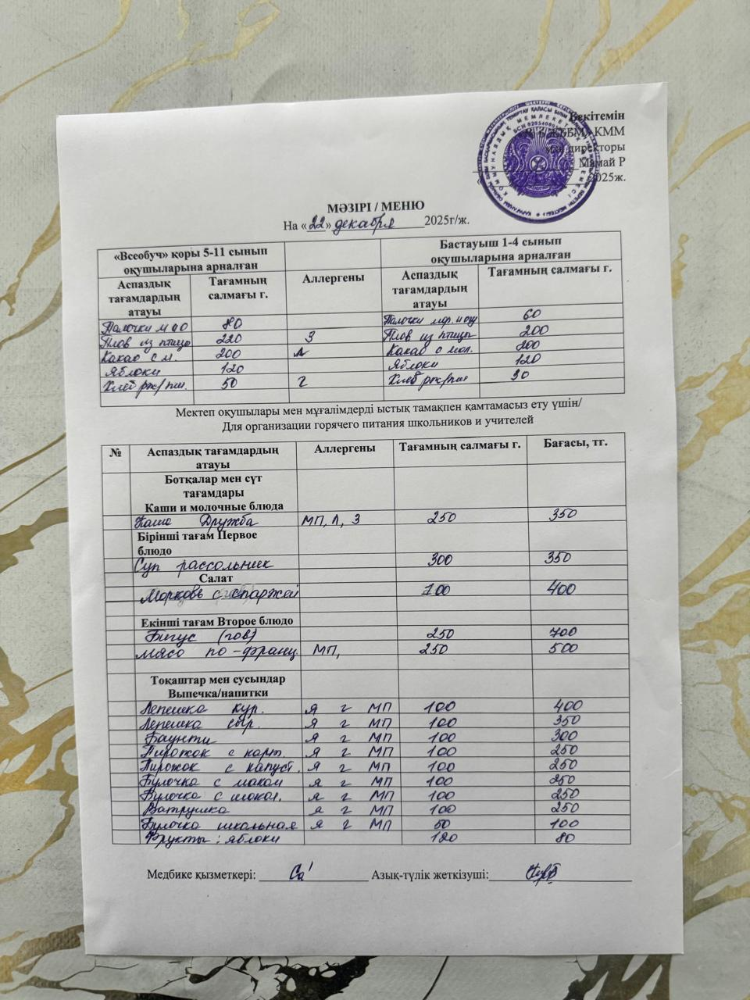 Бекітемін
ЖББМ" КММ
директоры
Мамай Р
2025ж.
МӘЗІРІ / МЕНЮ
На «22» декабря 2025г/ж.
«Всеобуч» қоры 5-11 сынып оқушыларына арналған Бастауыш 1-4 сынып оқушыларына арналған
Аспаздық тағамдардың атауы Тағамның салмағы г. Аллергены Аспаздық тағамдардың атауы Тағамның салмағы г.
Палочки м о о 80 Палочки мор. и огу 60
Плов из птицы 220 З Плов из птицы 200
Какао с м. 200 Л Какао с мол. 200
Яблоки 120 Яблоки 120
Хлеб рж/пш. 50 г Хлеб рж/пш 30
Мектеп оқушылары мен мұғалімдерді ыстық тамақпен қамтамасыз ету үшін/
Для организации горячего питания школьников и учителей
№ Аспаздық тағамдардың атауы Аллергены Тағамның салмағы г. Бағасы, тг.
Ботқалар мен сүт
тағамдары
Каши и молочные блюда
Каша Дружба МП, Л, З 250 350
Бірінші тағам Первое
блюдо
Суп рассольник 300 350
Салат
Морковь с спаржей 100 400
Екінші тағам Второе блюдо
Бигус (гов) 250 700
Мясо по-франц. МП, 250 500
Тоқаштар мен сусындар
Выпечка/напитки
Лепешка кур. я г МП 100 400
Лепешка сыр. я г МП 100 350
Баунти я г МП 100 300
Пирожок с карт. я г МП 100 250
Пирожок с капуст. я г МП 100 250
Булочка с маком я г МП 100 250
Булочка с шокол. я г МП 100 250
Ватрушка я г МП 100 250
Булочка школьная я г МП 50 100
Фрукты: яблоки 120 80
Медбике қызметкері: Азық-түлік жеткізуші: